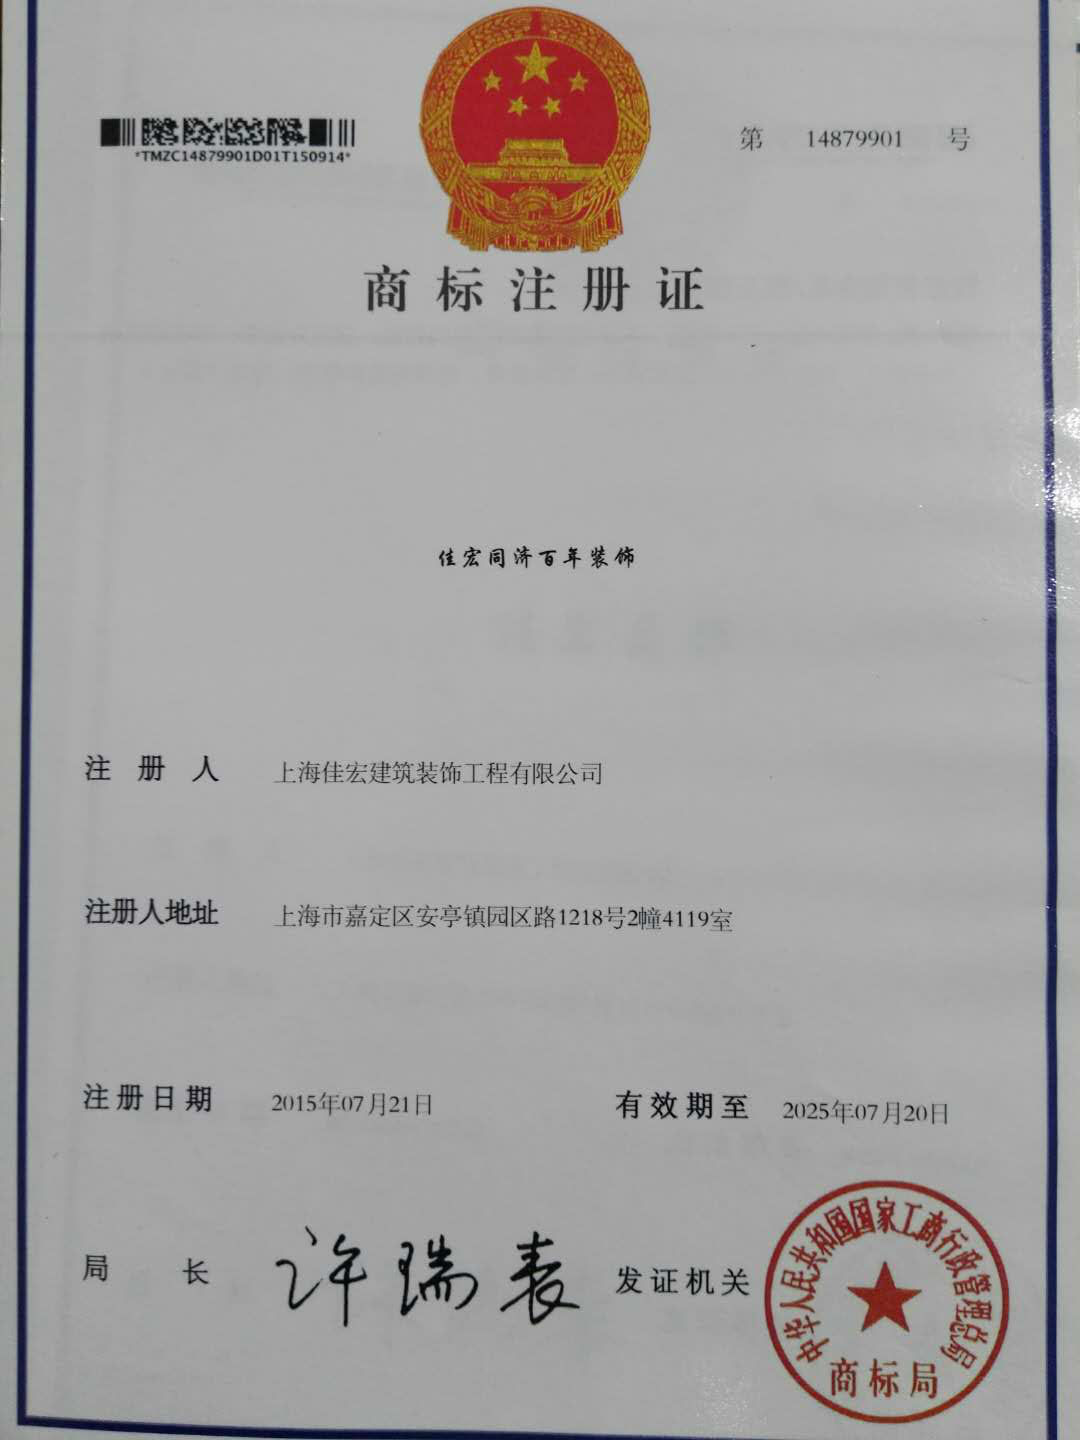 *TMZC14879901D01T150914*
第 14879901 号
商标注册证
佳宏同济百年装饰
注册人 上海佳宏建筑装饰工程有限公司
注册人地址 上海市嘉定区安亭镇园区路1218号2幢4119室
注册日期 2015年07月21日 有效期至 2025年07月20日
局长 许瑞表 发证机关
中华人民共和国国家工商行政管理总局
商标局